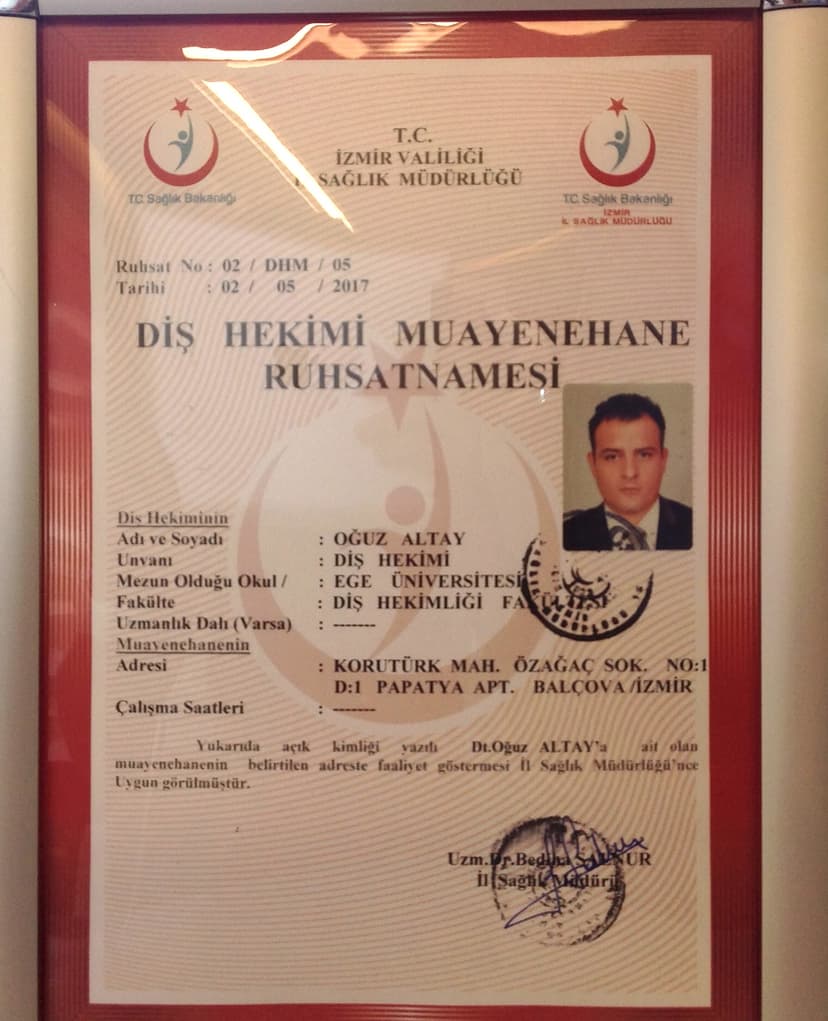 T.C.
İZMİR VALİLİĞİ
İL SAĞLIK MÜDÜRLÜĞÜ
T.C. Sağlık Bakanlığı
T.C. Sağlık Bakanlığı
İZMİR
İL SAĞLIK MÜDÜRLÜĞÜ
Ruhsat No : 02 / DHM / 05
Tarihi : 02 / 05 / 2017
DİŞ HEKİMİ MUAYENEHANE
RUHSATNAMESİ
Dis Hekiminin
Adı ve Soyadı : OĞUZ ALTAY
Unvanı : DİŞ HEKİMİ
Mezun Olduğu Okul / : EGE ÜNİVERSİTESİ
Fakülte : DİŞ HEKİMLİĞİ FAKÜLTESİ
Uzmanlık Dalı (Varsa) : -------
Muayenehanenin
Adresi : KORUTÜRK MAH. ÖZAĞAÇ SOK. NO:1
D:1 PAPATYA APT. BALÇOVA /İZMİR
Çalışma Saatleri : -------
Yukarıda açık kimliği yazılı Dt.Oğuz ALTAY'a ait olan
muayenehanenin belirtilen adreste faaliyet göstermesi İl Sağlık Müdürlüğü'nce
Uygun görülmüştür.
Uzm.Dr.
İl Sağlık Müdürü